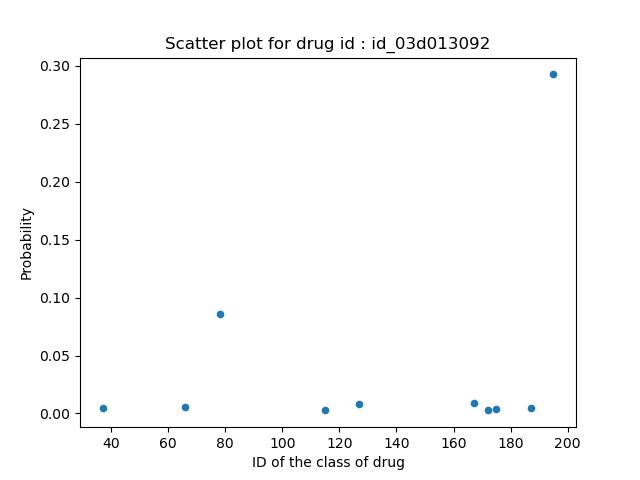 Scatter plot for drug id : id_03d013092
0.30
0.25
0.20
0.15
0.10
0.05
0.00
Probability
40 60 80 100 120 140 160 180 200
ID of the class of drug